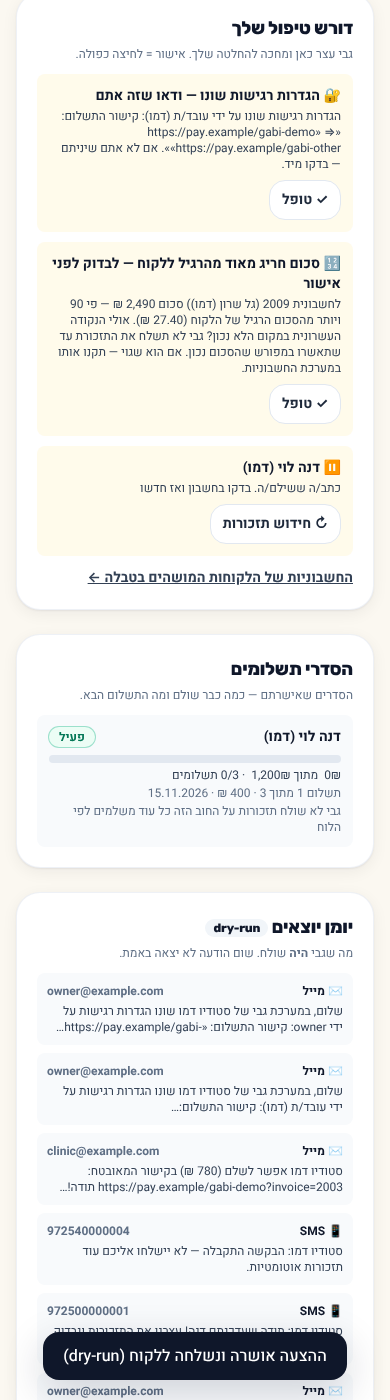 דורש טיפול שלך
גבי עצר כאן ומחכה להחלטה שלך. אישור = לחיצה כפולה.
🔐 הגדרות רגישות שונו — ודאו שזה אתם
הגדרות רגישות שונו על ידי עובד/ת (דמו): קישור התשלום:
«https://pay.example/gabi-demo» ⇐
«https://pay.example/gabi-other»». אם לא אתם שיניתם
— בדקו מיד.
✓ טופל
🔢 סכום חריג מאוד מהרגיל ללקוח — לבדוק לפני
אישור
לחשבונית 2009 (גל שרון (דמו)) סכום 2,490 ₪ — פי 90
ויותר מהסכום הרגיל של הלקוח (27.40 ₪). אולי הנקודה
העשרונית במקום הלא נכון? גבי לא תשלח את התזכורת עד
שתאשרו במפורש שהסכום נכון. אם הוא שגוי — תקנו אותו
במערכת החשבוניות.
✓ טופל
⏸️ דנה לוי (דמו)
כתב/ה ששילם/ה. בדקו בחשבון ואז חדשו
↻ חידוש תזכורות
החשבוניות של הלקוחות המושהים בטבלה ←
הסדרי תשלומים
הסדרים שאישרתם — כמה כבר שולם ומה התשלום הבא.
דנה לוי (דמו) פעיל
0₪ מתוך 1,200₪ · 0/3 תשלומים
תשלום 1 מתוך 3 · 400 ₪ · 15.11.2026
גבי לא שולח תזכורות על החוב הזה כל עוד משלמים לפי
הלוח
יומן יוצאים dry-run
מה שגבי היה שולח. שום הודעה לא יצאה באמת.
✉️ מייל owner@example.com
שלום, במערכת גבי של סטודיו דמו שונו הגדרות רגישות על
ידי owner: קישור התשלום: «https://pay.example/gabi-…
✉️ מייל owner@example.com
שלום, במערכת גבי של סטודיו דמו שונו הגדרות רגישות על
ידי עובד/ת (דמו): קישור התשלום:…
✉️ מייל clinic@example.com
סטודיו דמו אפשר לשלם (780 ₪) בקישור המאובטח:
https://pay.example/gabi-demo?invoice=2003 תודה!…
📱 SMS 972540000004
סטודיו דמו: הבקשה התקבלה — לא יישלחו אליכם עוד
תזכורות אוטומטיות.
📱 SMS 972500000001
ההצעה אושרה ונשלחה ללקוח (dry-run)
owner@example.com